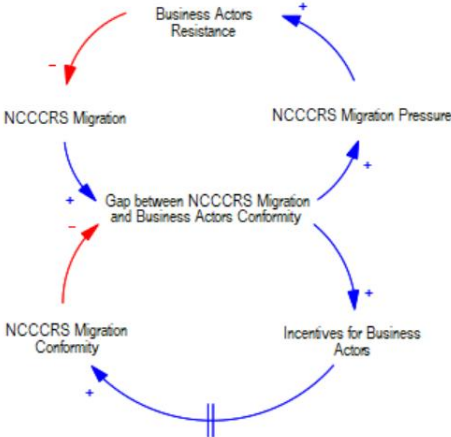 Business Actors
Resistance
+
−
NCCCRS Migration
NCCCRS Migration Pressure
+
+
Gap between NCCCRS Migration
and Business Actors Conformity
−
+
NCCCRS Migration
Conformity
Incentives for Business
Actors
+